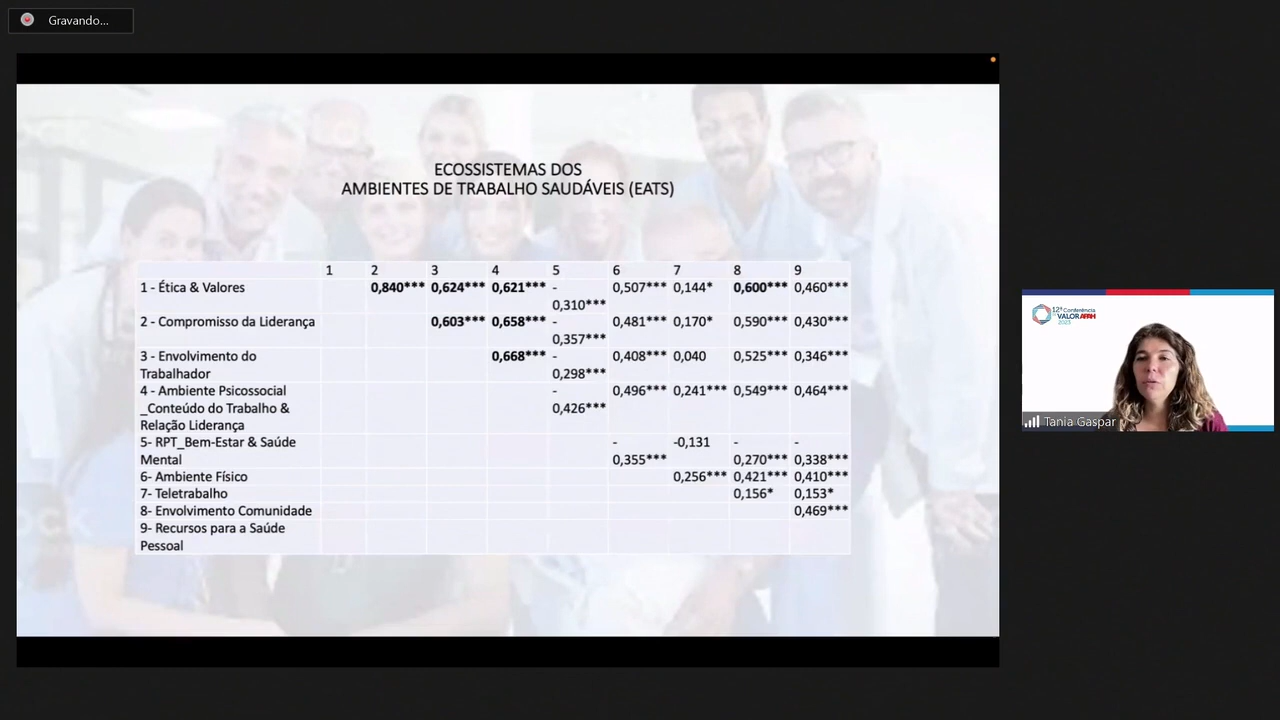 Gravando...
ECOSSISTEMAS DOS
AMBIENTES DE TRABALHO SAUDÁVEIS (EATS)
1 2 3 4 5 6 7 8 9
1 - Ética & Valores 0,840*** 0,624*** 0,621*** -0,310*** 0,507*** 0,144* 0,600*** 0,460***
2 - Compromisso da Liderança 0,603*** 0,658*** -0,357*** 0,481*** 0,170* 0,590*** 0,430***
3 - Envolvimento do
Trabalhador 0,668*** -0,298*** 0,408*** 0,040 0,525*** 0,346***
4 - Ambiente Psicossocial
_Conteúdo do Trabalho &
Relação Liderança -0,426*** 0,496*** 0,241*** 0,549*** 0,464***
5- RPT_Bem-Estar & Saúde
Mental -0,355*** -0,131 -0,270*** -0,338***
6- Ambiente Físico 0,256*** 0,421*** 0,410***
7- Teletrabalho 0,156* 0,153*
8- Envolvimento Comunidade 0,469***
9- Recursos para a Saúde
Pessoal
12ª Conferência
VALOR APAH
2023
Tania Gaspar